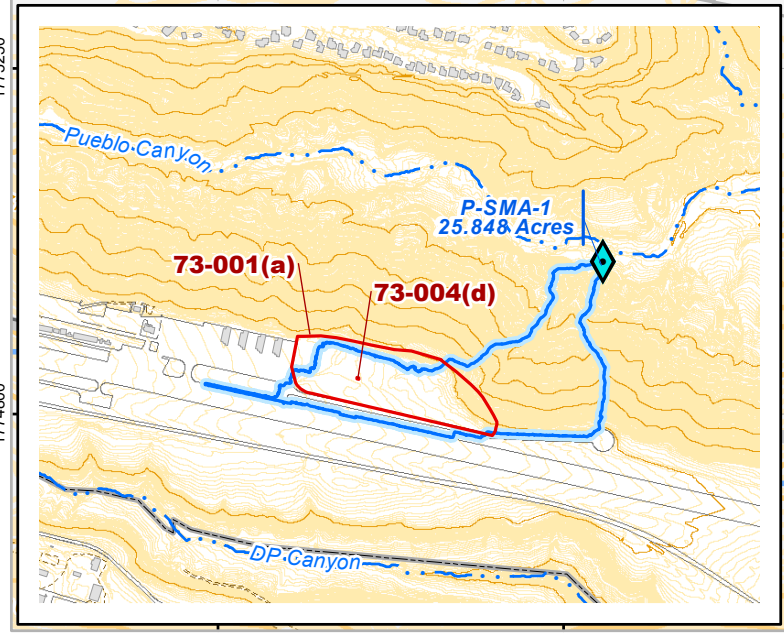 Pueblo Canyon
P-SMA-1
25.848 Acres
73-001(a)
73-004(d)
DP Canyon